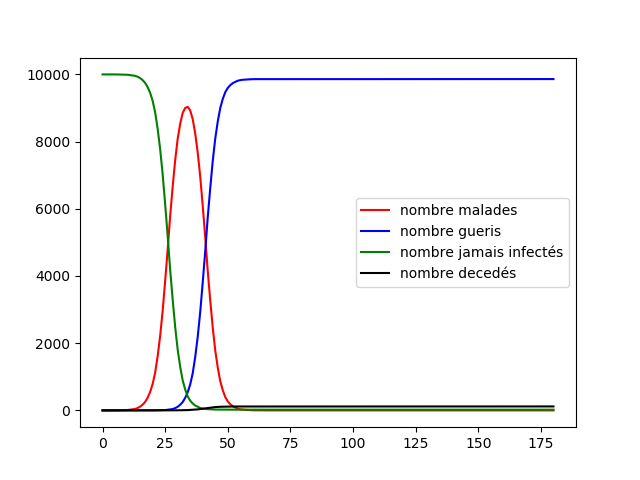 10000
8000
6000
4000
2000
0
0 25 50 75 100 125 150 175
nombre malades
nombre gueris
nombre jamais infectés
nombre decedés